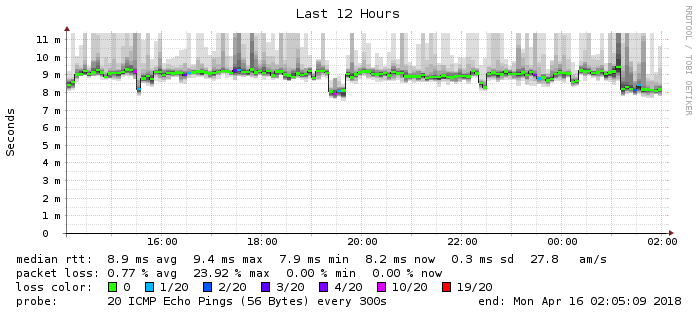 Last 12 Hours
RRDTOOL / TOBI OETIKER
Seconds
11 m
10 m
9 m
8 m
7 m
6 m
5 m
4 m
3 m
2 m
1 m
0
16:00 18:00 20:00 22:00 00:00 02:00
median rtt: 8.9 ms avg 9.4 ms max 7.9 ms min 8.2 ms now 0.3 ms sd 27.8 am/s
packet loss: 0.77 % avg 23.92 % max 0.00 % min 0.00 % now
loss color: 0 1/20 2/20 3/20 4/20 10/20 19/20
probe: 20 ICMP Echo Pings (56 Bytes) every 300s end: Mon Apr 16 02:05:09 2018